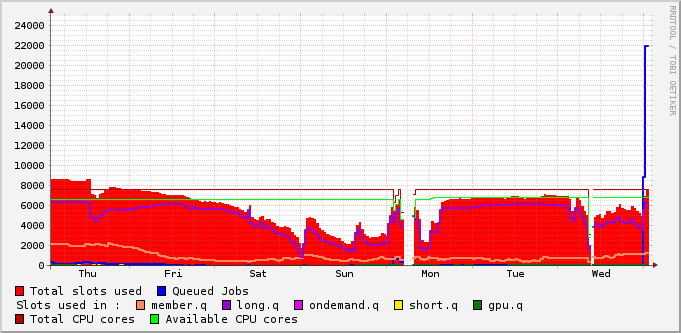 24000
22000
20000
18000
16000
14000
12000
10000
8000
6000
4000
2000
0
Thu Fri Sat Sun Mon Tue Wed
Total slots used Queued Jobs
Slots used in : member.q long.q ondemand.q short.q gpu.q
Total CPU cores Available CPU cores
RRDTOOL / TOBI OETIKER